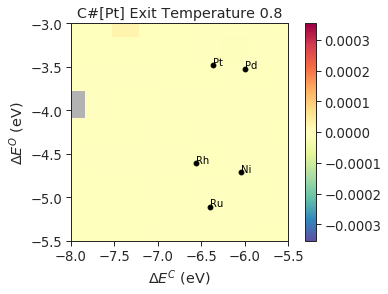 C#[Pt] Exit Temperature 0.8
−3.0
−3.5
−4.0
−4.5
−5.0
−5.5
ΔE^O (eV)
Pt
Pd
Rh
Ni
Ru
−8.0 −7.5 −7.0 −6.5 −6.0 −5.5
ΔE^C (eV)
0.0003
0.0002
0.0001
0.0000
−0.0001
−0.0002
−0.0003